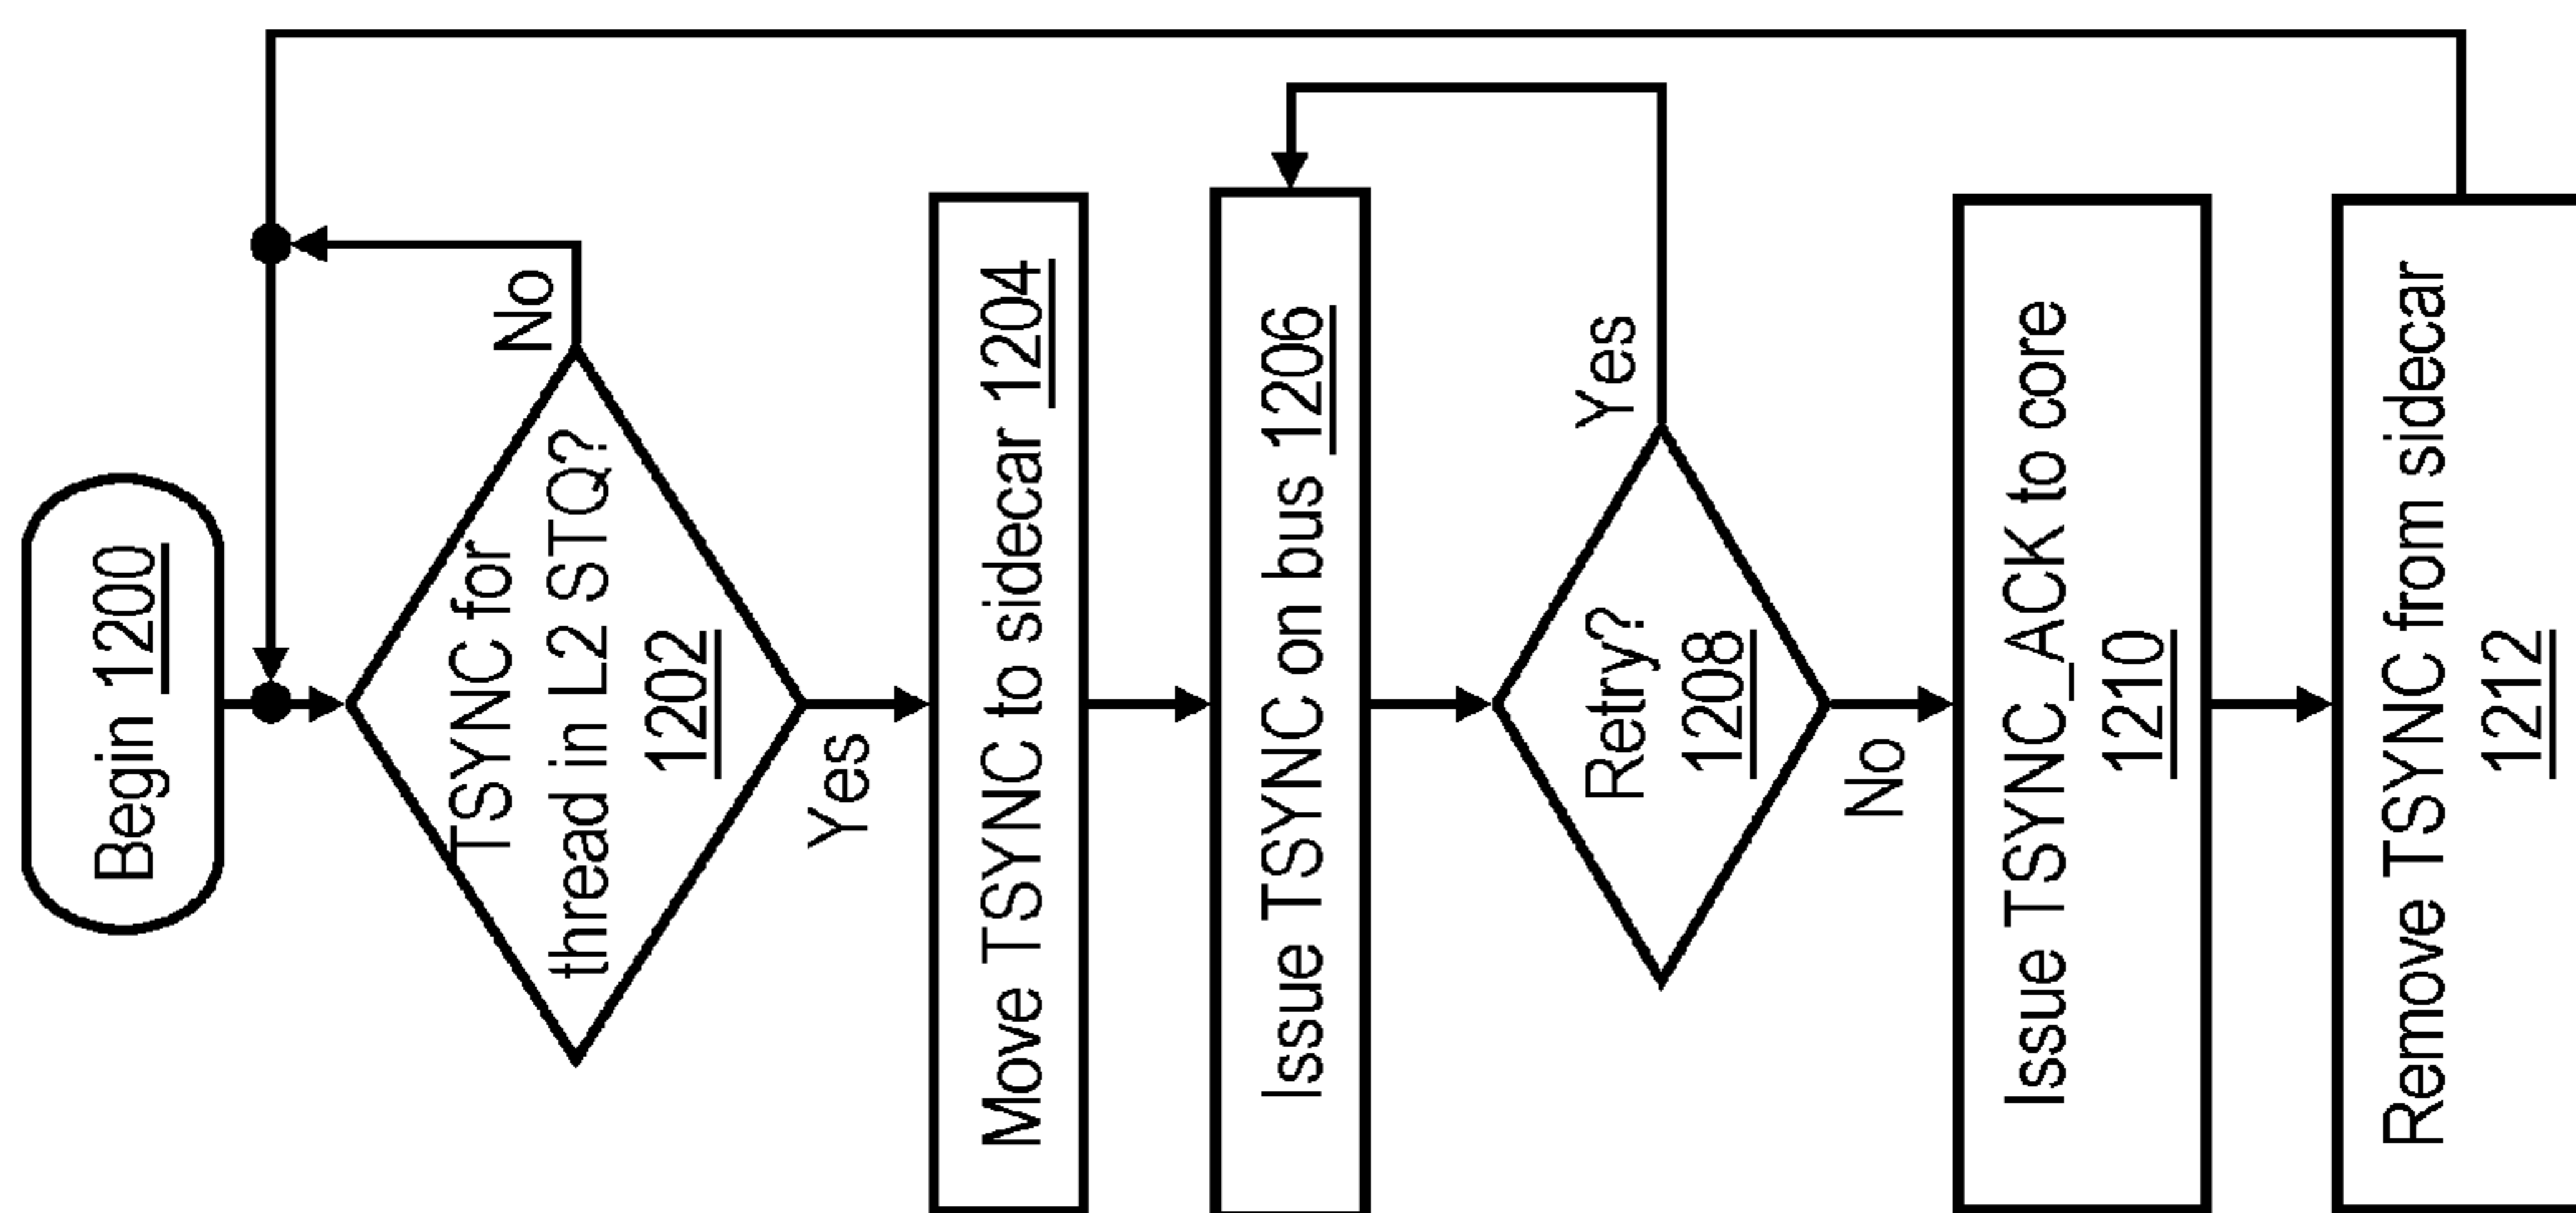 Begin 1200
TSYNC for
thread in L2 STQ?
1202
No
Yes
Move TSYNC to sidecar 1204
Issue TSYNC on bus 1206
Retry?
1208
Yes
No
Issue TSYNC_ACK to core
1210
Remove TSYNC from sidecar
1212